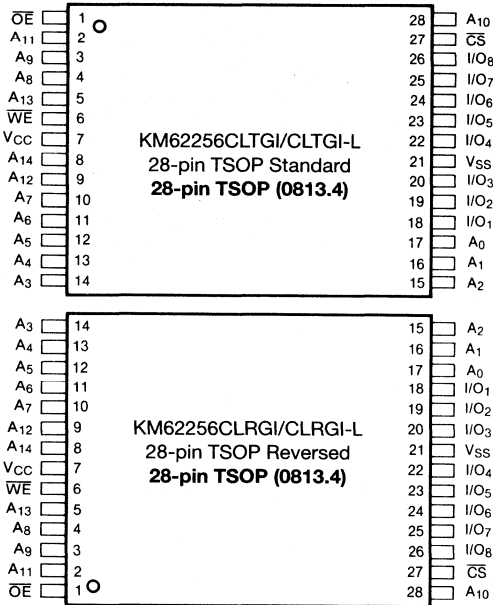 OE 1 28 A10
A11 2 27 CS
A9 3 26 I/O8
A8 4 25 I/O7
A13 5 24 I/O6
WE 6 23 I/O5
VCC 7 KM62256CLTGI/CLTGI-L 22 I/O4
A14 8 28-pin TSOP Standard 21 VSS
A12 9 28-pin TSOP (0813.4) 20 I/O3
A7 10 19 I/O2
A6 11 18 I/O1
A5 12 17 A0
A4 13 16 A1
A3 14 15 A2
A3 14 15 A2
A4 13 16 A1
A5 12 17 A0
A6 11 18 I/O1
A7 10 19 I/O2
A12 9 KM62256CLRGI/CLRGI-L 20 I/O3
A14 8 28-pin TSOP Reversed 21 VSS
VCC 7 28-pin TSOP (0813.4) 22 I/O4
WE 6 23 I/O5
A13 5 24 I/O6
A8 4 25 I/O7
A9 3 26 I/O8
A11 2 27 CS
OE 1 28 A10